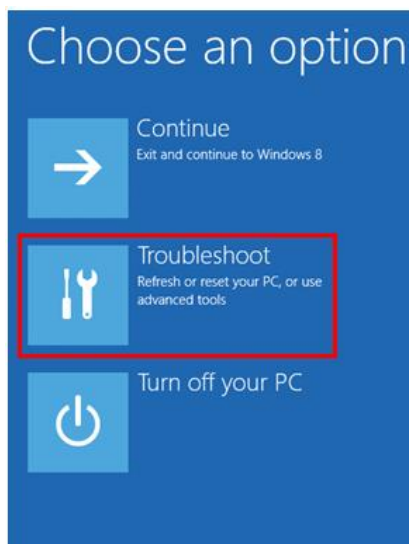 Choose an option
Continue
Exit and continue to Windows 8
Troubleshoot
Refresh or reset your PC, or use
advanced tools
Turn off your PC